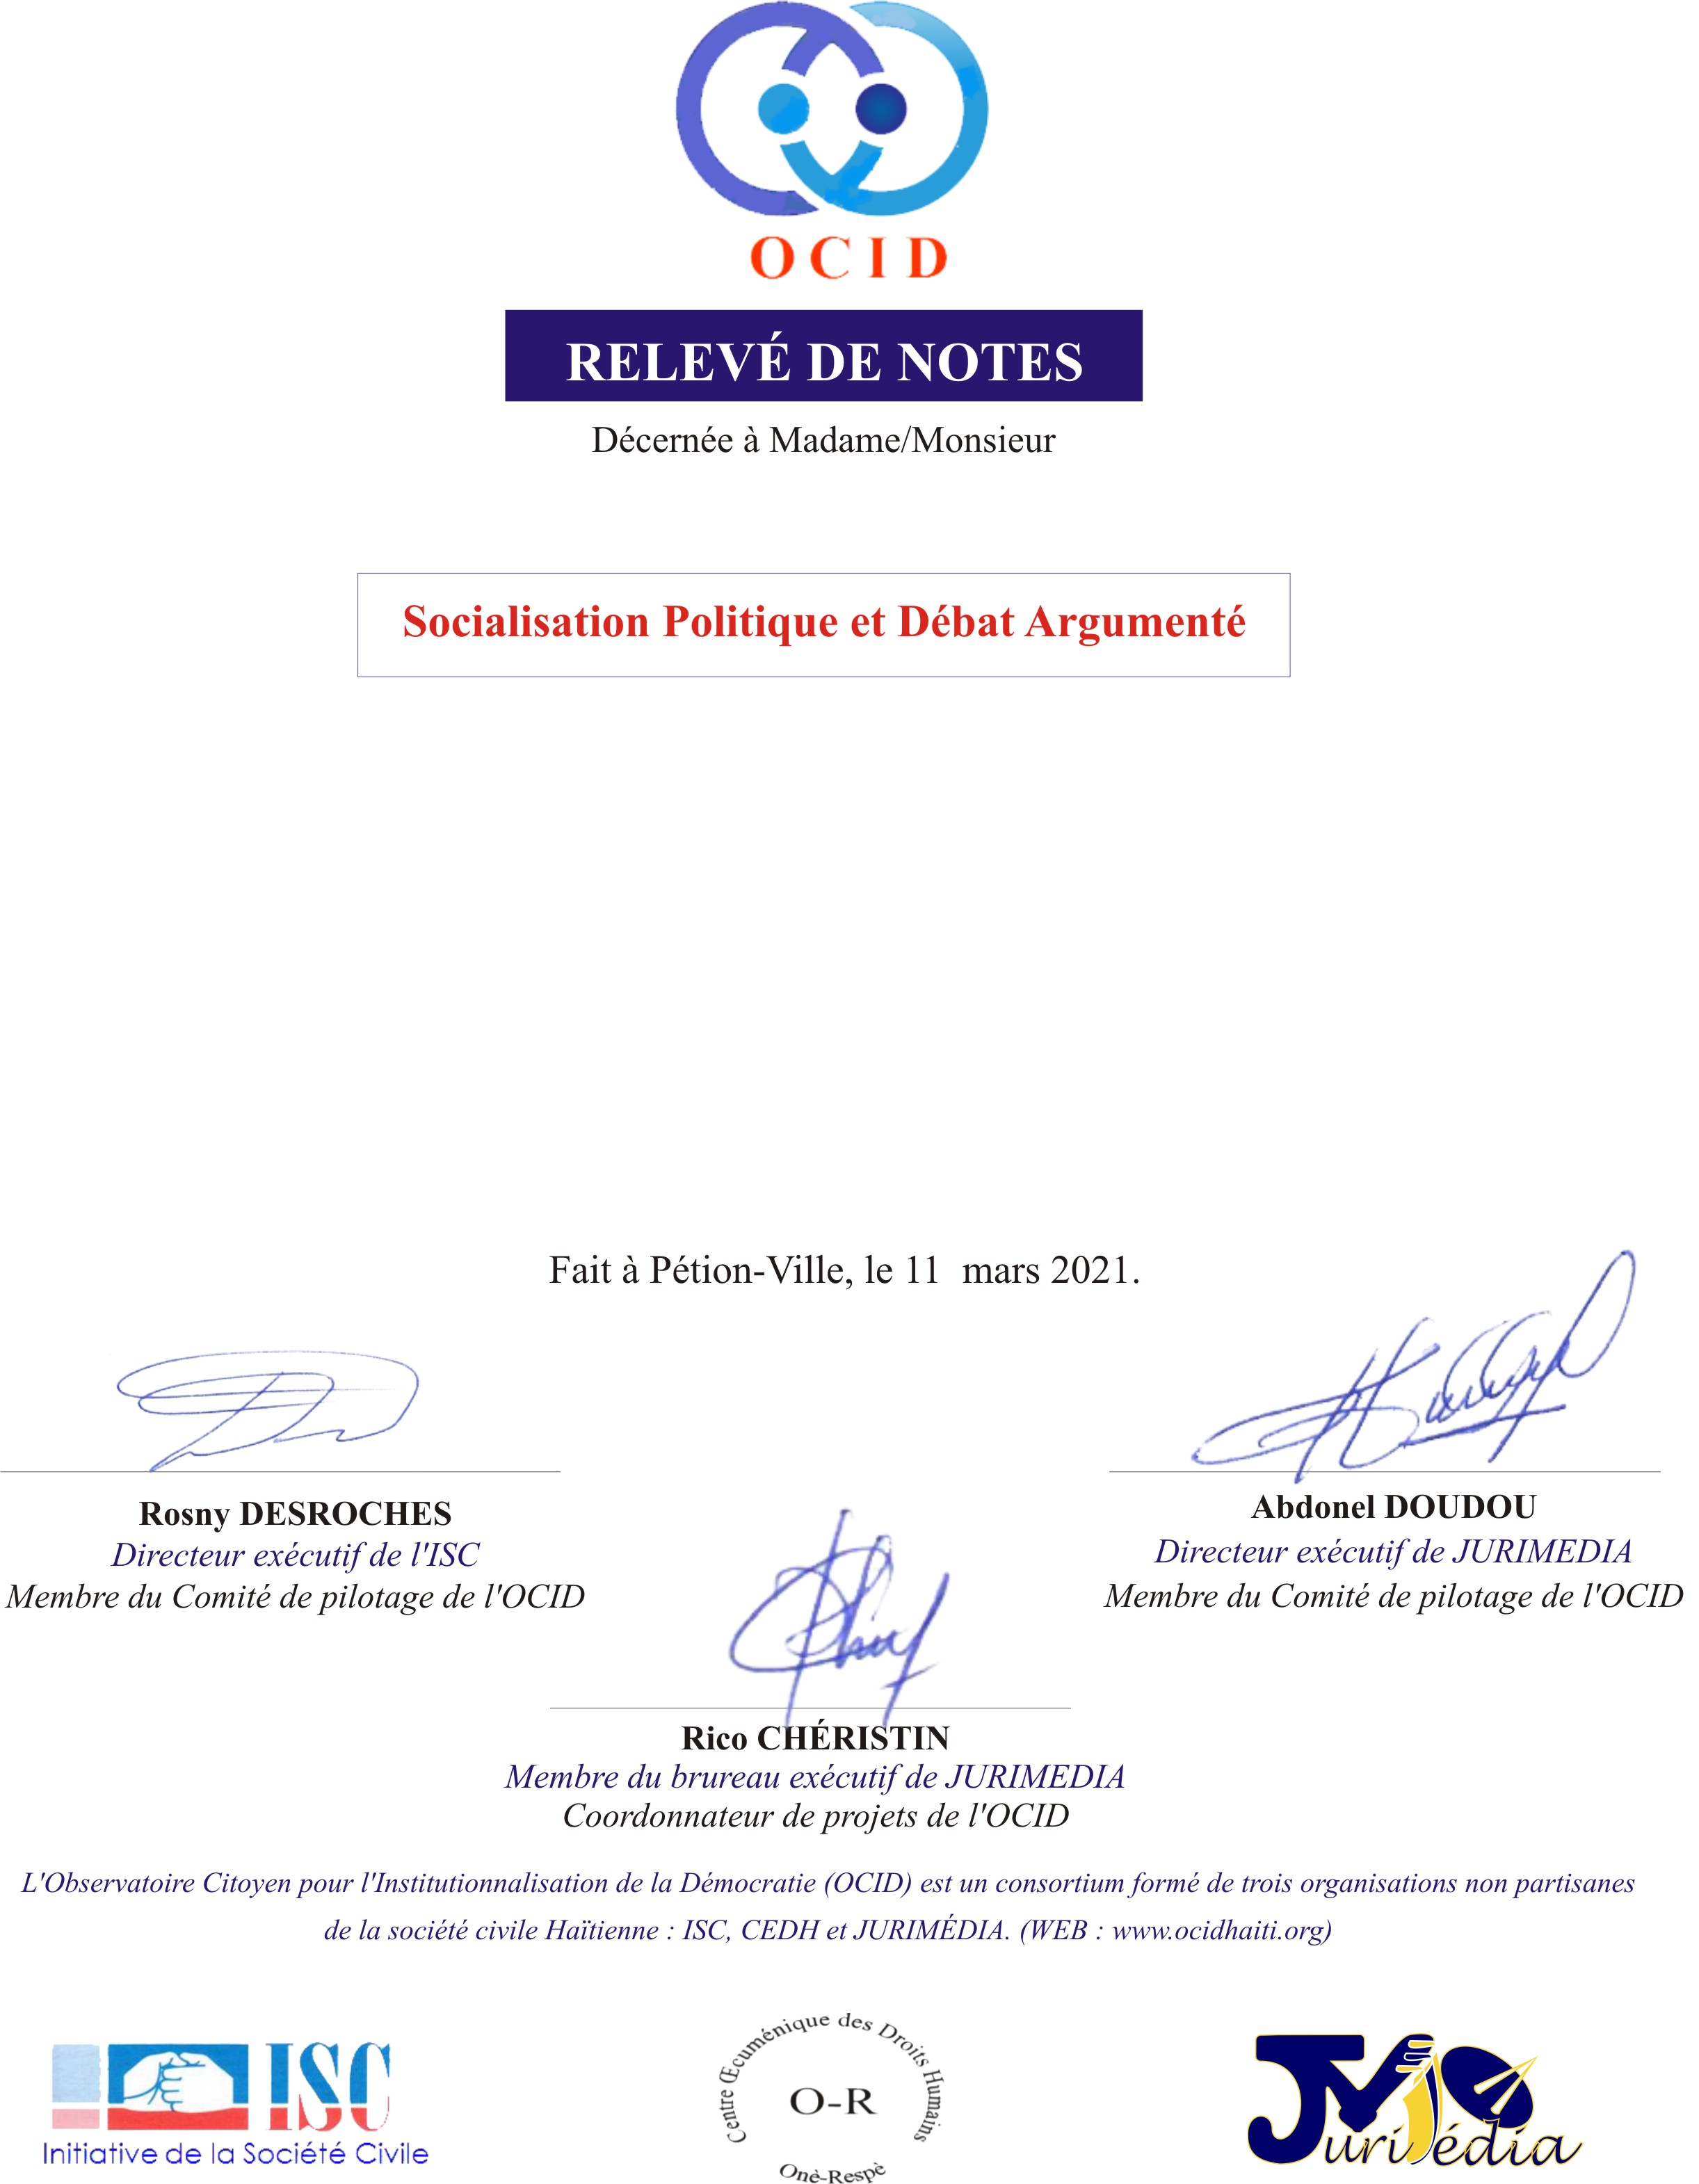 OCID
RELEVÉ DE NOTES
Décernée à Madame/Monsieur
Socialisation Politique et Débat Argumenté
Fait à Pétion-Ville, le 11 mars 2021.
Rosny DESROCHES
Directeur exécutif de l'ISC
Membre du Comité de pilotage de l'OCID
Abdonel DOUDOU
Directeur exécutif de JURIMEDIA
Membre du Comité de pilotage de l'OCID
Rico CHÉRISTIN
Membre du brureau exécutif de JURIMEDIA
Coordonnateur de projets de l'OCID
L'Observatoire Citoyen pour l'Institutionnalisation de la Démocratie (OCID) est un consortium formé de trois organisations non partisanes
de la société civile Haïtienne : ISC, CEDH et JURIMÉDIA. (WEB : www.ocidhaiti.org)
ISC
Initiative de la Société Civile
Centre Œcuménique des Droits Humains
O-R
Onè-Respè
JM
Jurimédia